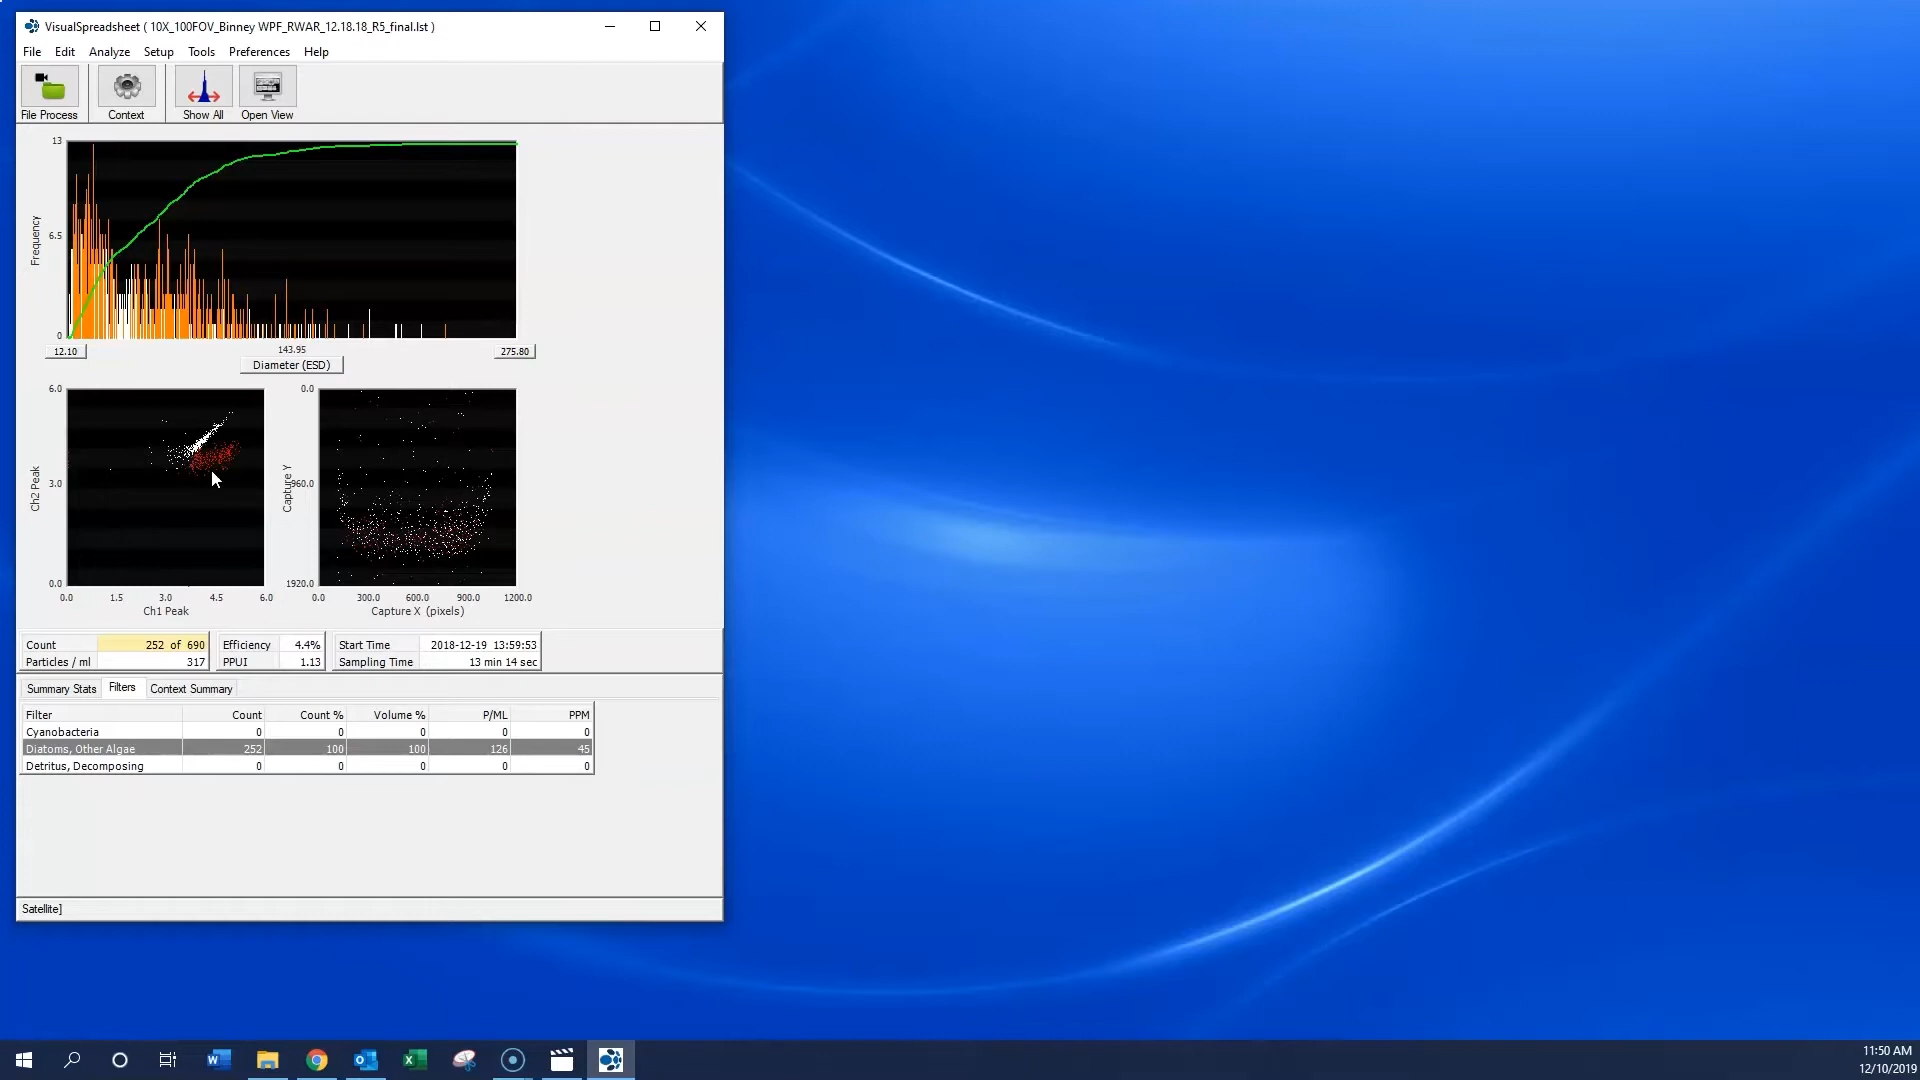 VisualSpreadsheet ( 10X_100FOV_Binney WPF_RWAR_12.18.18_R5_final.lst )
File Edit Analyze Setup Tools Preferences Help
File Process Context Show All Open View
13
Frequency
6.5
0
12.10 143.95 275.80
Diameter (ESD)
6.0
Ch2 Peak
3.0
0.0
0.0 1.5 3.0 4.5 6.0
Ch1 Peak
0.0
Capture Y
960.0
1920.0
0.0 300.0 600.0 900.0 1200.0
Capture X (pixels)
Count 252 of 690 Efficiency 4.4% Start Time 2018-12-19 13:59:53
Particles / ml 317 PPUI 1.13 Sampling Time 13 min 14 sec
Summary Stats Filters Context Summary
Filter Count Count % Volume % P/ML PPM
Cyanobacteria 0 0 0 0 0
Diatoms, Other Algae 252 100 100 126 45
Detritus, Decomposing 0 0 0 0 0
Satellite]
11:50 AM
12/10/2019